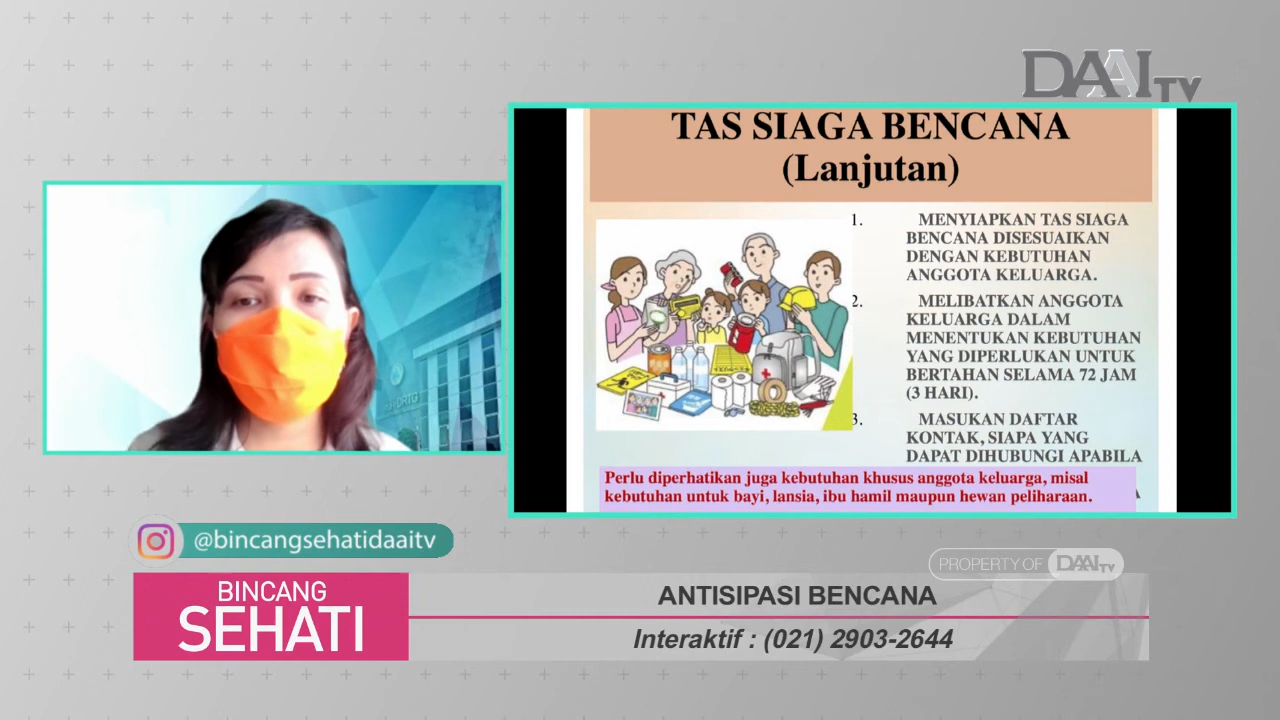 DAAI TV
TAS SIAGA BENCANA
(Lanjutan)
1. MENYIAPKAN TAS SIAGA
BENCANA DISESUAIKAN
DENGAN KEBUTUHAN
ANGGOTA KELUARGA.
2. MELIBATKAN ANGGOTA
KELUARGA DALAM
MENENTUKAN KEBUTUHAN
YANG DIPERLUKAN UNTUK
BERTAHAN SELAMA 72 JAM
(3 HARI).
3. MASUKAN DAFTAR
KONTAK, SIAPA YANG
DAPAT DIHUBUNGI APABILA
Perlu diperhatikan juga kebutuhan khusus anggota keluarga, misal
kebutuhan untuk bayi, lansia, ibu hamil maupun hewan peliharaan.
@bincangsehatidaaitv
PROPERTY OF DAAI TV
BINCANG
SEHATI
ANTISIPASI BENCANA
Interaktif : (021) 2903-2644